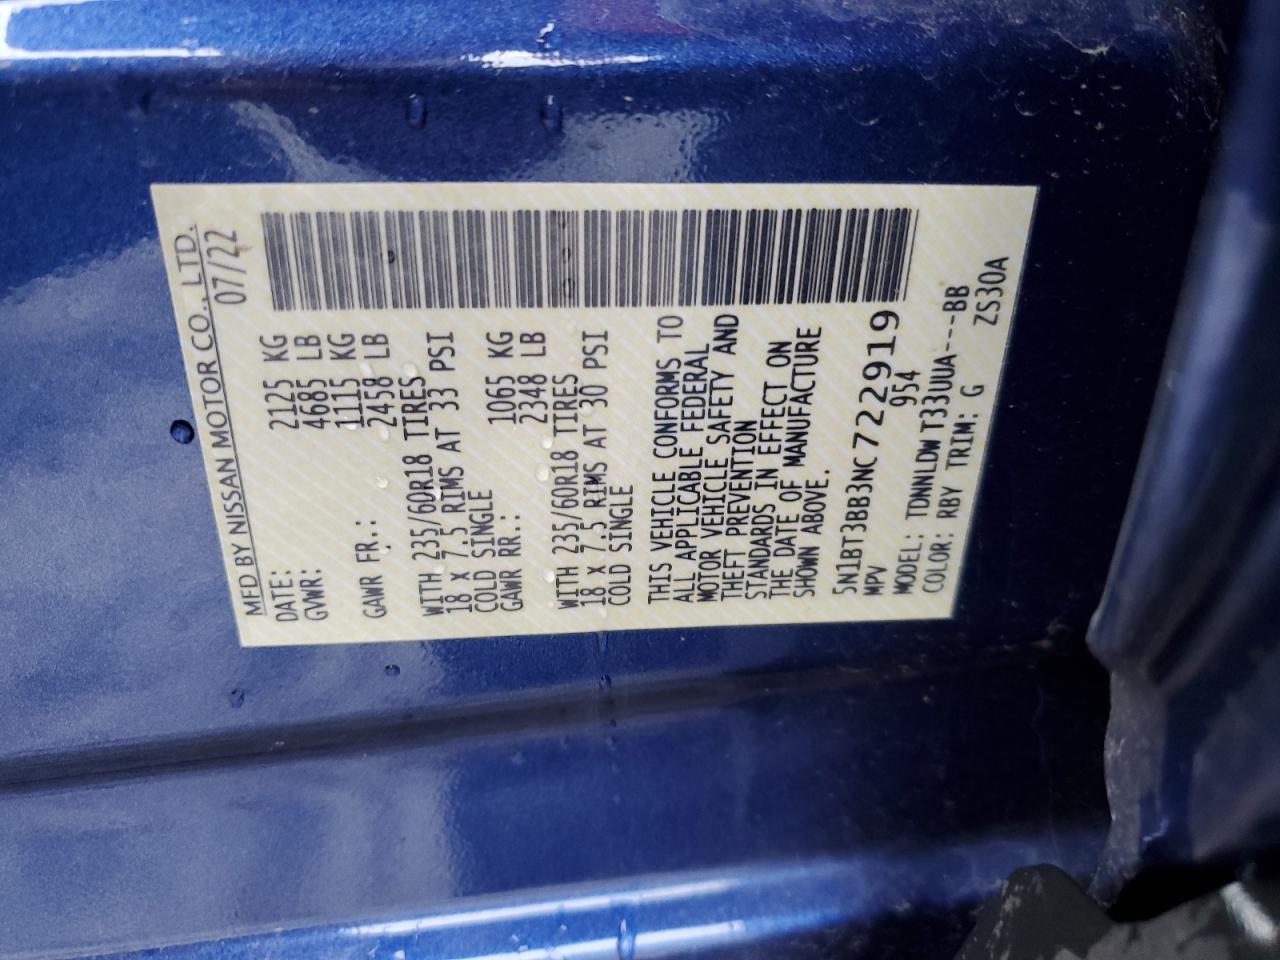 MFD BY NISSAN MOTOR CO., LTD.
DATE: 07/22
GVWR: 2125 KG
4685 LB
GAWR FR.: 1115 KG
2458 LB
WITH 235/60R18 TIRES
18 X 7.5 RIMS AT 33 PSI
COLD SINGLE
GAWR RR.: 1065 KG
2348 LB
WITH 235/60R18 TIRES
18 X 7.5 RIMS AT 30 PSI
COLD SINGLE
THIS VEHICLE CONFORMS TO
ALL APPLICABLE FEDERAL
MOTOR VEHICLE SAFETY AND
THEFT PREVENTION
STANDARDS IN EFFECT ON
THE DATE OF MANUFACTURE
SHOWN ABOVE.
5N1BT3BB3NC722919
MPV 954
MODEL: TDNNLDWT33UUA----BB
COLOR: RBY TRIM: G ZS30A